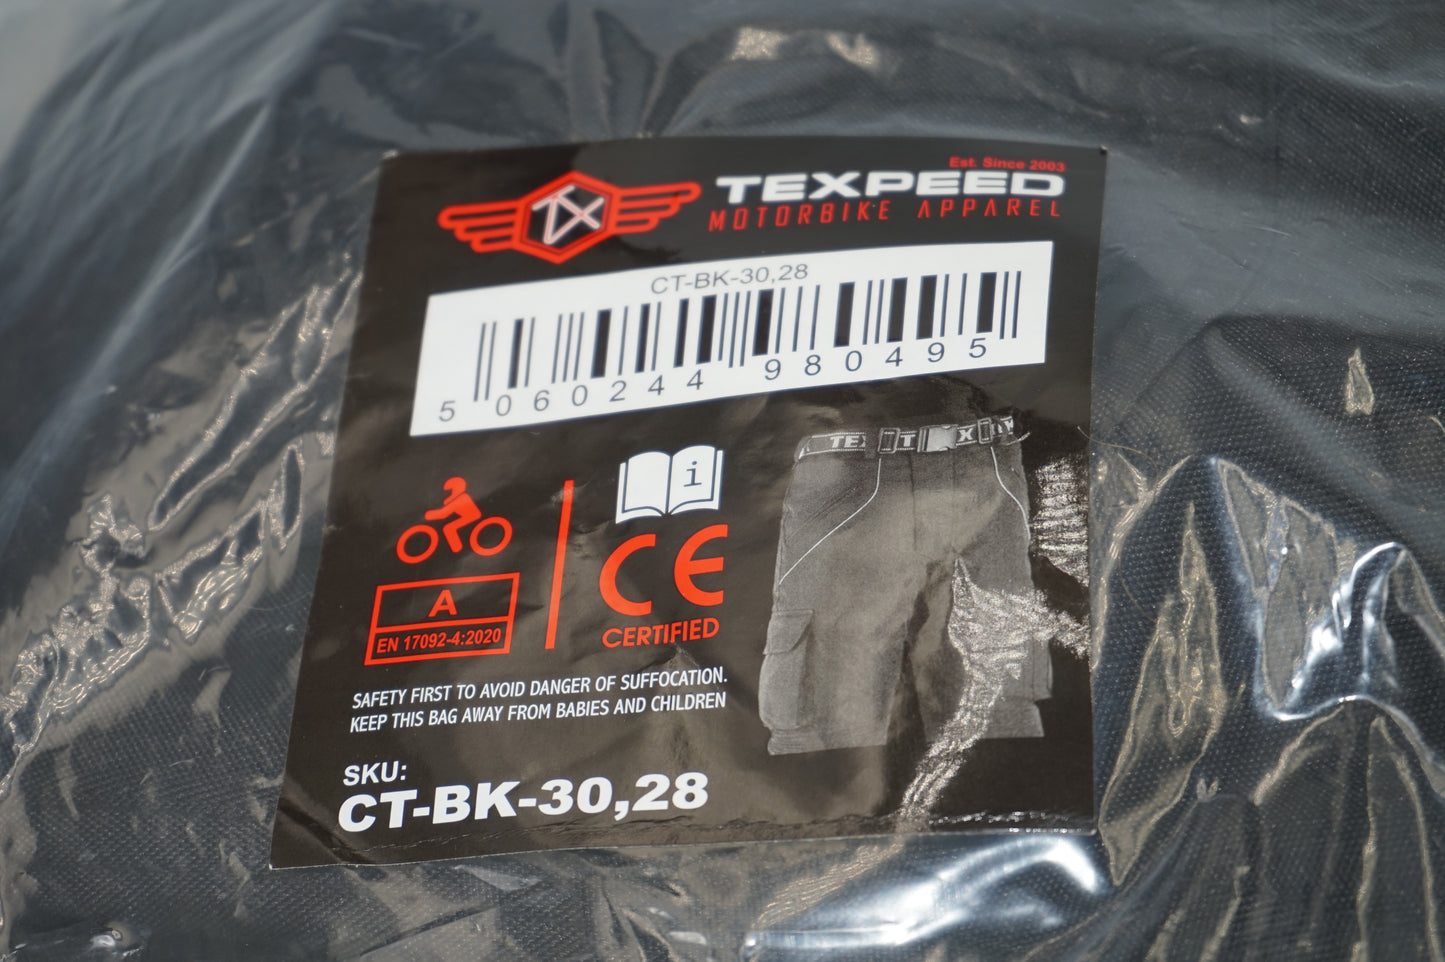 Est. Since 2003
TX
TEXPEED
MOTORBIKE APPAREL
CT-BK-30,28
5 060244 980495
i
CE
CERTIFIED
A
EN 17092-4:2020
SAFETY FIRST TO AVOID DANGER OF SUFFOCATION.
KEEP THIS BAG AWAY FROM BABIES AND CHILDREN
SKU:
CT-BK-30,28